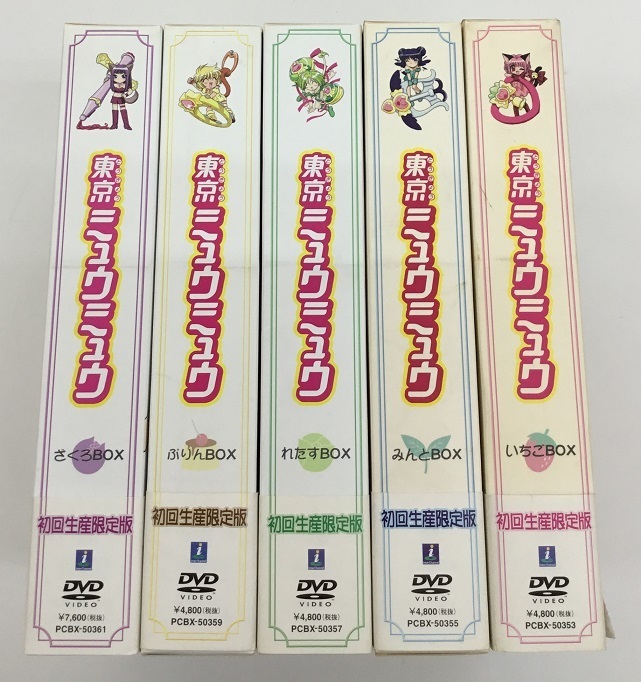 東京ミュウミュウ
ざくろBOX
初回生産限定版
i
DVD
VIDEO
¥7,600(税抜)
PCBX-50361
東京ミュウミュウ
ぷりんBOX
初回生産限定版
i
DVD
VIDEO
¥4,800(税抜)
PCBX-50359
東京ミュウミュウ
れたすBOX
初回生産限定版
i
DVD
VIDEO
¥4,800(税抜)
PCBX-50357
東京ミュウミュウ
みんとBOX
初回生産限定版
i
DVD
VIDEO
¥4,800(税抜)
PCBX-50355
東京ミュウミュウ
いちごBOX
初回生産限定版
i
DVD
VIDEO
¥4,800(税抜)
PCBX-50353